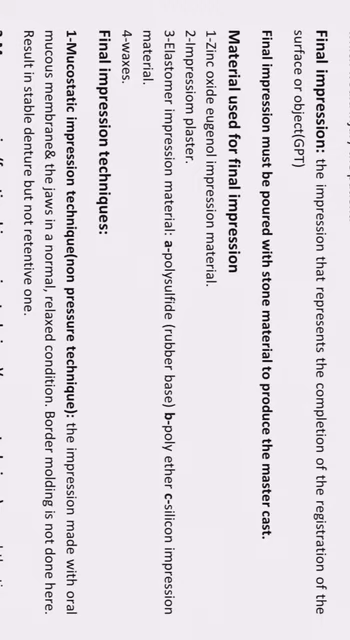 Final impression: the impression that represents the completion of the registration of the
surface or object(GPT)
Final impression must be poured with stone material to produce the master cast.
Material used for final impression
1-Zinc oxide eugenol impression material.
2-Impressiom plaster.
3-Elastomer impression material: a-polysulfide (rubber base) b-poly ether c-silicon impression
material.
4-waxes.
Final impression techniques:
1-Mucostatic impression technique(non pressure technique): the impression made with oral
mucous membrane& the jaws in a normal, relaxed condition. Border molding is not done here.
Result in stable denture but not retentive one.